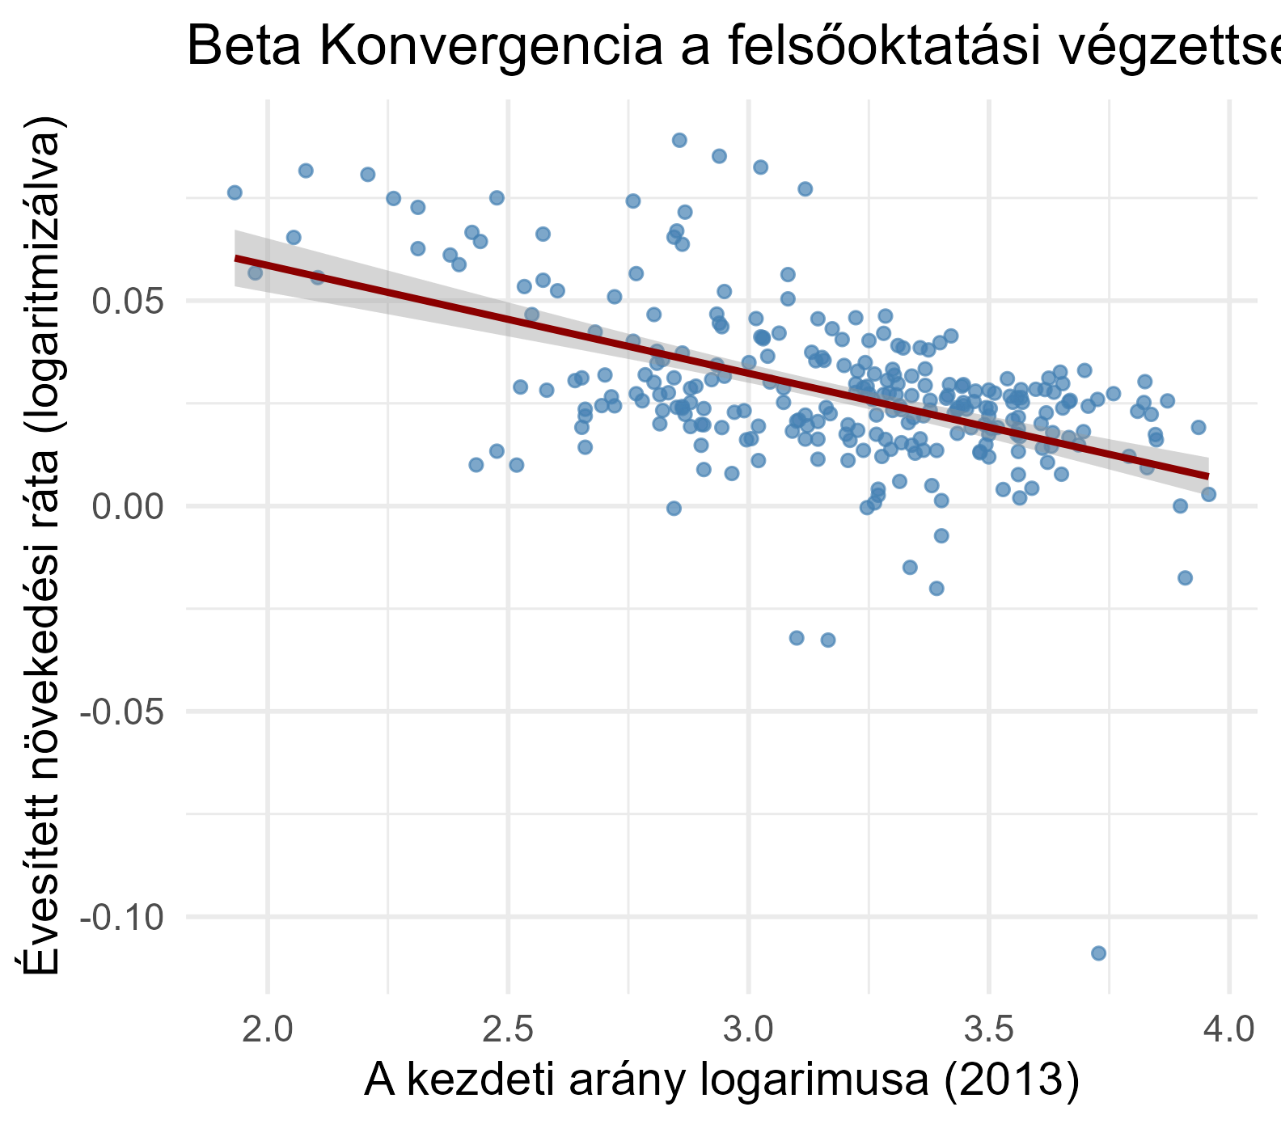 Beta Konvergencia a felsőoktatási végzettsé
Évesített növekedési ráta (logaritmizálva)
0.05
0.00
-0.05
-0.10
2.0 2.5 3.0 3.5 4.0
A kezdeti arány logarimusa (2013)